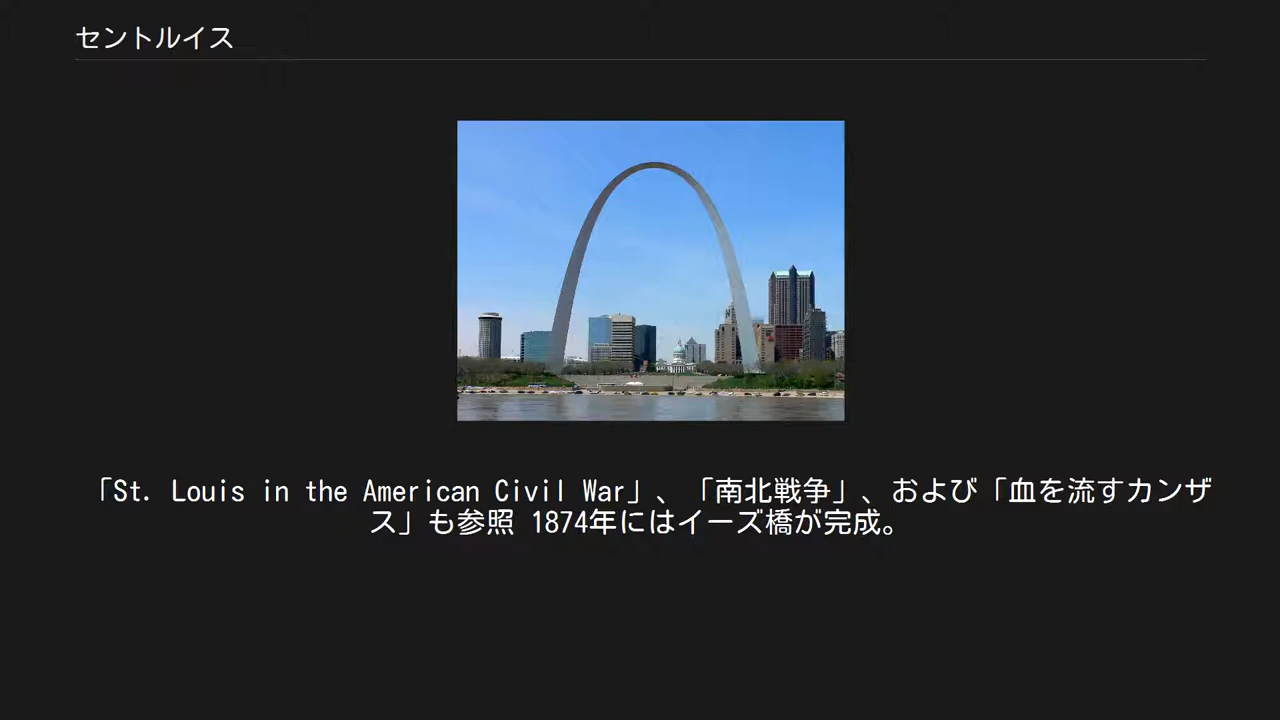 セントルイス
「St. Louis in the American Civil War」、「南北戦争」、および「血を流すカンザ
ス」も参照 1874年にはイーズ橋が完成。